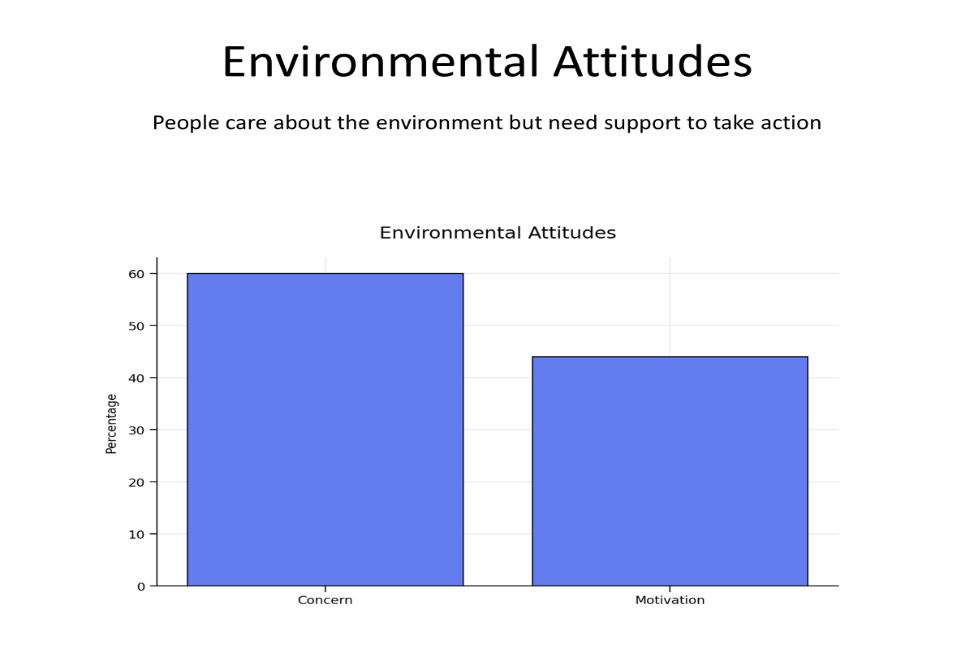 Environmental Attitudes
People care about the environment but need support to take action
Environmental Attitudes
60
50
40
30
20
10
0
Percentage
Concern Motivation